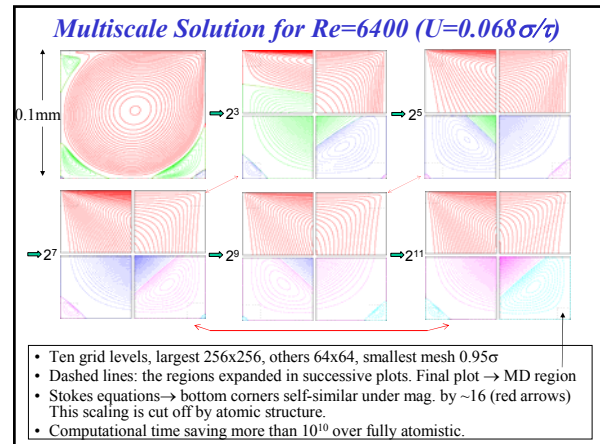 Multiscale Solution for Re=6400 (U=0.068σ/τ)
0.1mm
2³
2⁵
2⁷
2⁹
2¹¹
• Ten grid levels, largest 256x256, others 64x64, smallest mesh 0.95σ
• Dashed lines: the regions expanded in successive plots. Final plot → MD region
• Stokes equations→ bottom corners self-similar under mag. by ~16 (red arrows)
This scaling is cut off by atomic structure.
• Computational time saving more than 10¹⁰ over fully atomistic.